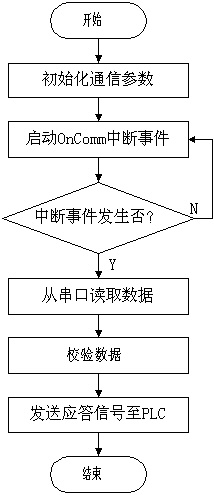 开始
初始化通信参数
启动OnComm中断事件
中断事件发生否?
N
Y
从串口读取数据
校验数据
发送应答信号至PLC
结束